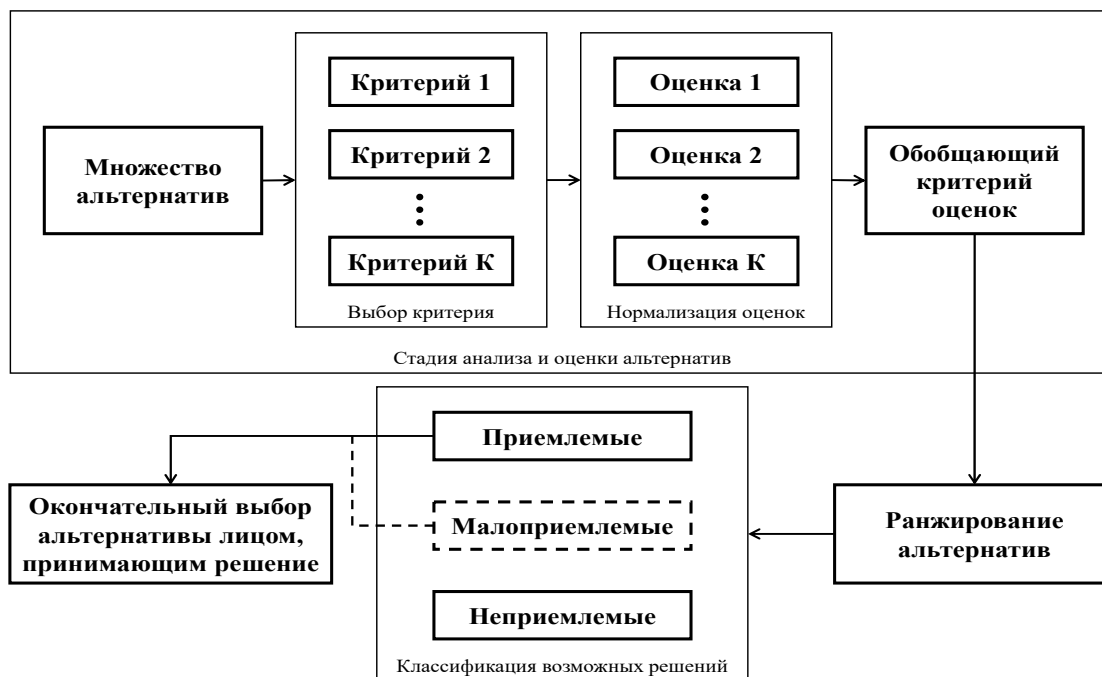 Множество
альтернатив
Критерий 1
Критерий 2
Критерий К
Выбор критерия
Оценка 1
Оценка 2
Оценка К
Нормализация оценок
Обобщающий
критерий
оценок
Стадия анализа и оценки альтернатив
Окончательный выбор
альтернативы лицом,
принимающим решение
Приемлемые
Малоприемлемые
Неприемлемые
Классификация возможных решений
Ранжирование
альтернатив